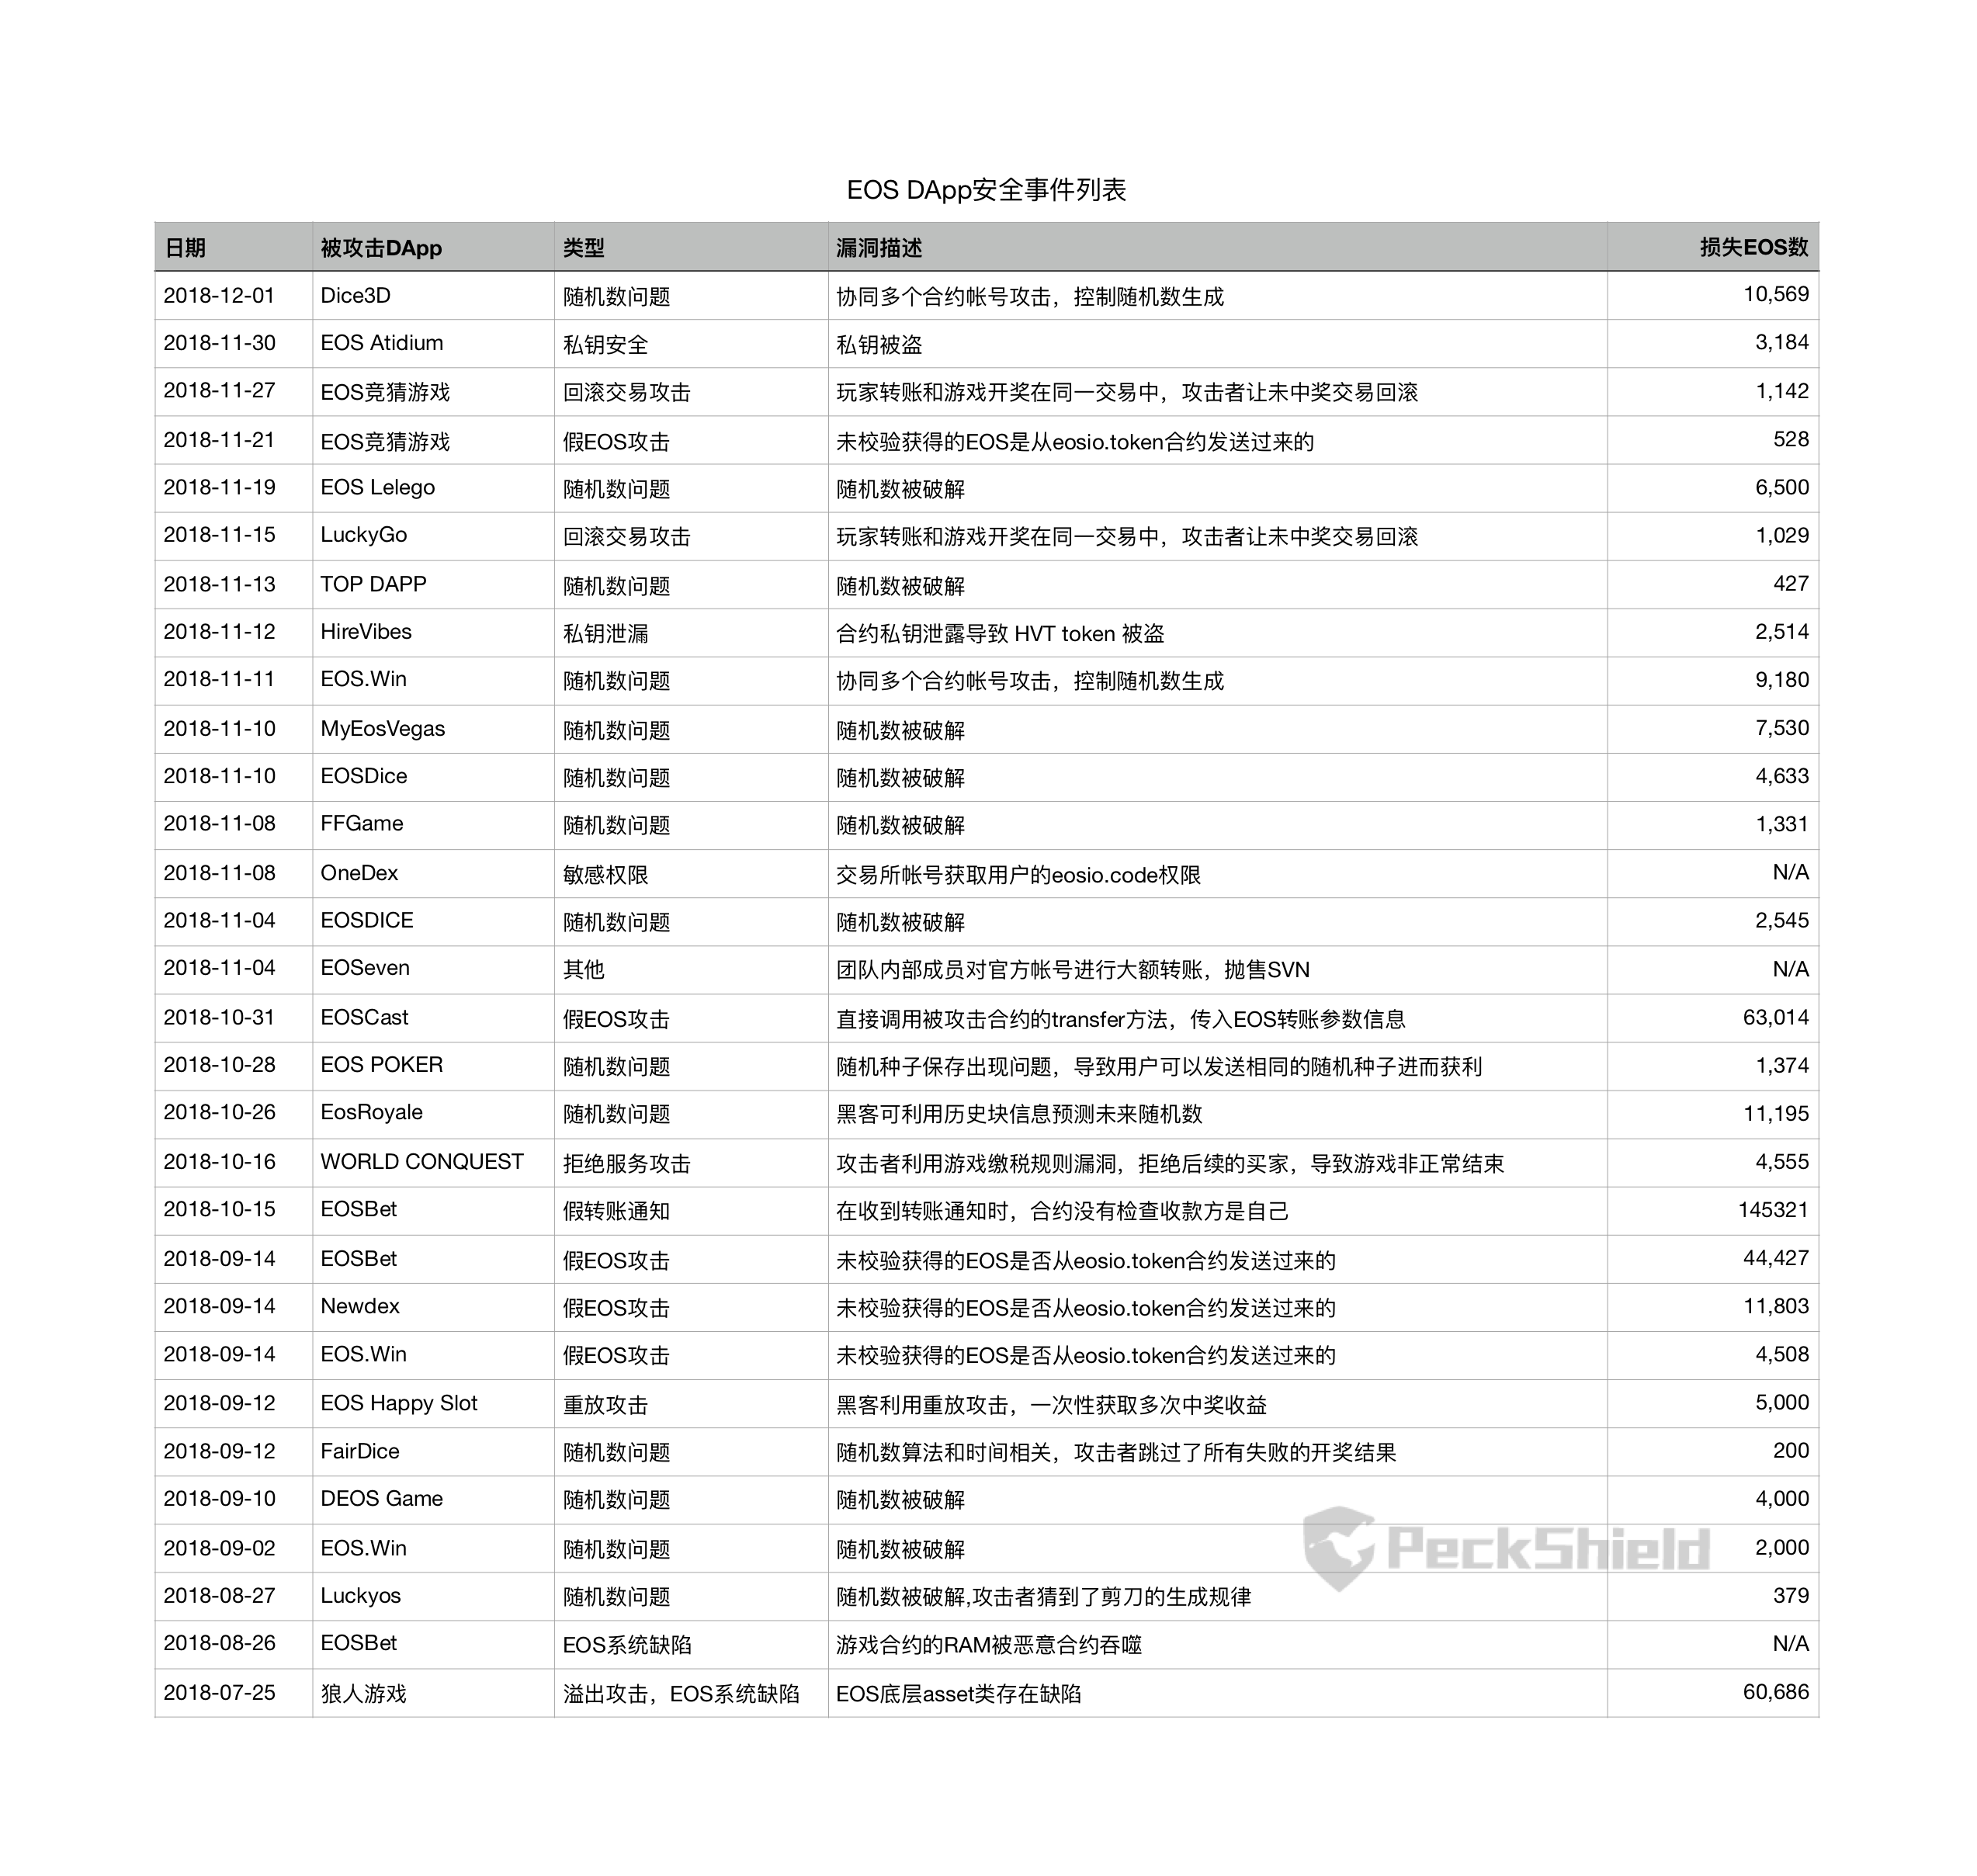 EOS DApp安全事件列表
日期 被攻击DApp 类型 漏洞描述 损失EOS数
2018-12-01 Dice3D 随机数问题 协同多个合约帐号攻击，控制随机数生成 10,569
2018-11-30 EOS Atidium 私钥安全 私钥被盗 3,184
2018-11-27 EOS竞猜游戏 回滚交易攻击 玩家转账和游戏开奖在同一交易中，攻击者让未中奖交易回滚 1,142
2018-11-21 EOS竞猜游戏 假EOS攻击 未校验获得的EOS是从eosio.token合约发送过来的 528
2018-11-19 EOS Lelego 随机数问题 随机数被破解 6,500
2018-11-15 LuckyGo 回滚交易攻击 玩家转账和游戏开奖在同一交易中，攻击者让未中奖交易回滚 1,029
2018-11-13 TOP DAPP 随机数问题 随机数被破解 427
2018-11-12 HireVibes 私钥泄漏 合约私钥泄露导致 HVT token 被盗 2,514
2018-11-11 EOS.Win 随机数问题 协同多个合约帐号攻击，控制随机数生成 9,180
2018-11-10 MyEosVegas 随机数问题 随机数被破解 7,530
2018-11-10 EOSDice 随机数问题 随机数被破解 4,633
2018-11-08 FFGame 随机数问题 随机数被破解 1,331
2018-11-08 OneDex 敏感权限 交易所帐号获取用户的eosio.code权限 N/A
2018-11-04 EOSDICE 随机数问题 随机数被破解 2,545
2018-11-04 EOSeven 其他 团队内部成员对官方帐号进行大额转账，抛售SVN N/A
2018-10-31 EOSCast 假EOS攻击 直接调用被攻击合约的transfer方法，传入EOS转账参数信息 63,014
2018-10-28 EOS POKER 随机数问题 随机种子保存出现问题，导致用户可以发送相同的随机种子进而获利 1,374
2018-10-26 EosRoyale 随机数问题 黑客可利用历史块信息预测未来随机数 11,195
2018-10-16 WORLD CONQUEST 拒绝服务攻击 攻击者利用游戏缴税规则漏洞，拒绝后续的买家，导致游戏非正常结束 4,555
2018-10-15 EOSBet 假转账通知 在收到转账通知时，合约没有检查收款方是自己 145321
2018-09-14 EOSBet 假EOS攻击 未校验获得的EOS是否从eosio.token合约发送过来的 44,427
2018-09-14 Newdex 假EOS攻击 未校验获得的EOS是否从eosio.token合约发送过来的 11,803
2018-09-14 EOS.Win 假EOS攻击 未校验获得的EOS是否从eosio.token合约发送过来的 4,508
2018-09-12 EOS Happy Slot 重放攻击 黑客利用重放攻击，一次性获取多次中奖收益 5,000
2018-09-12 FairDice 随机数问题 随机数算法和时间相关，攻击者跳过了所有失败的开奖结果 200
2018-09-10 DEOS Game 随机数问题 随机数被破解 4,000
2018-09-02 EOS.Win 随机数问题 随机数被破解 2,000
PeckShield
2018-08-27 Luckyos 随机数问题 随机数被破解,攻击者猜到了剪刀的生成规律 379
2018-08-26 EOSBet EOS系统缺陷 游戏合约的RAM被恶意合约吞噬 N/A
2018-07-25 狼人游戏 溢出攻击，EOS系统缺陷 EOS底层asset类存在缺陷 60,686